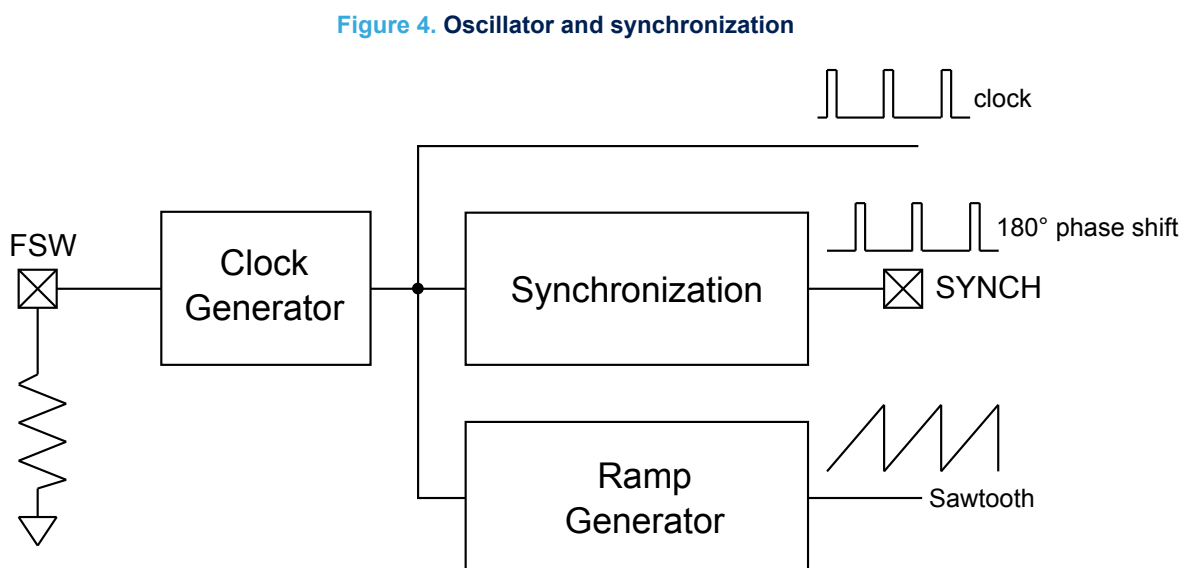 Figure 4. Oscillator and synchronization
clock
180° phase shift
FSW
Clock
Generator
Synchronization
SYNCH
Ramp
Generator
Sawtooth